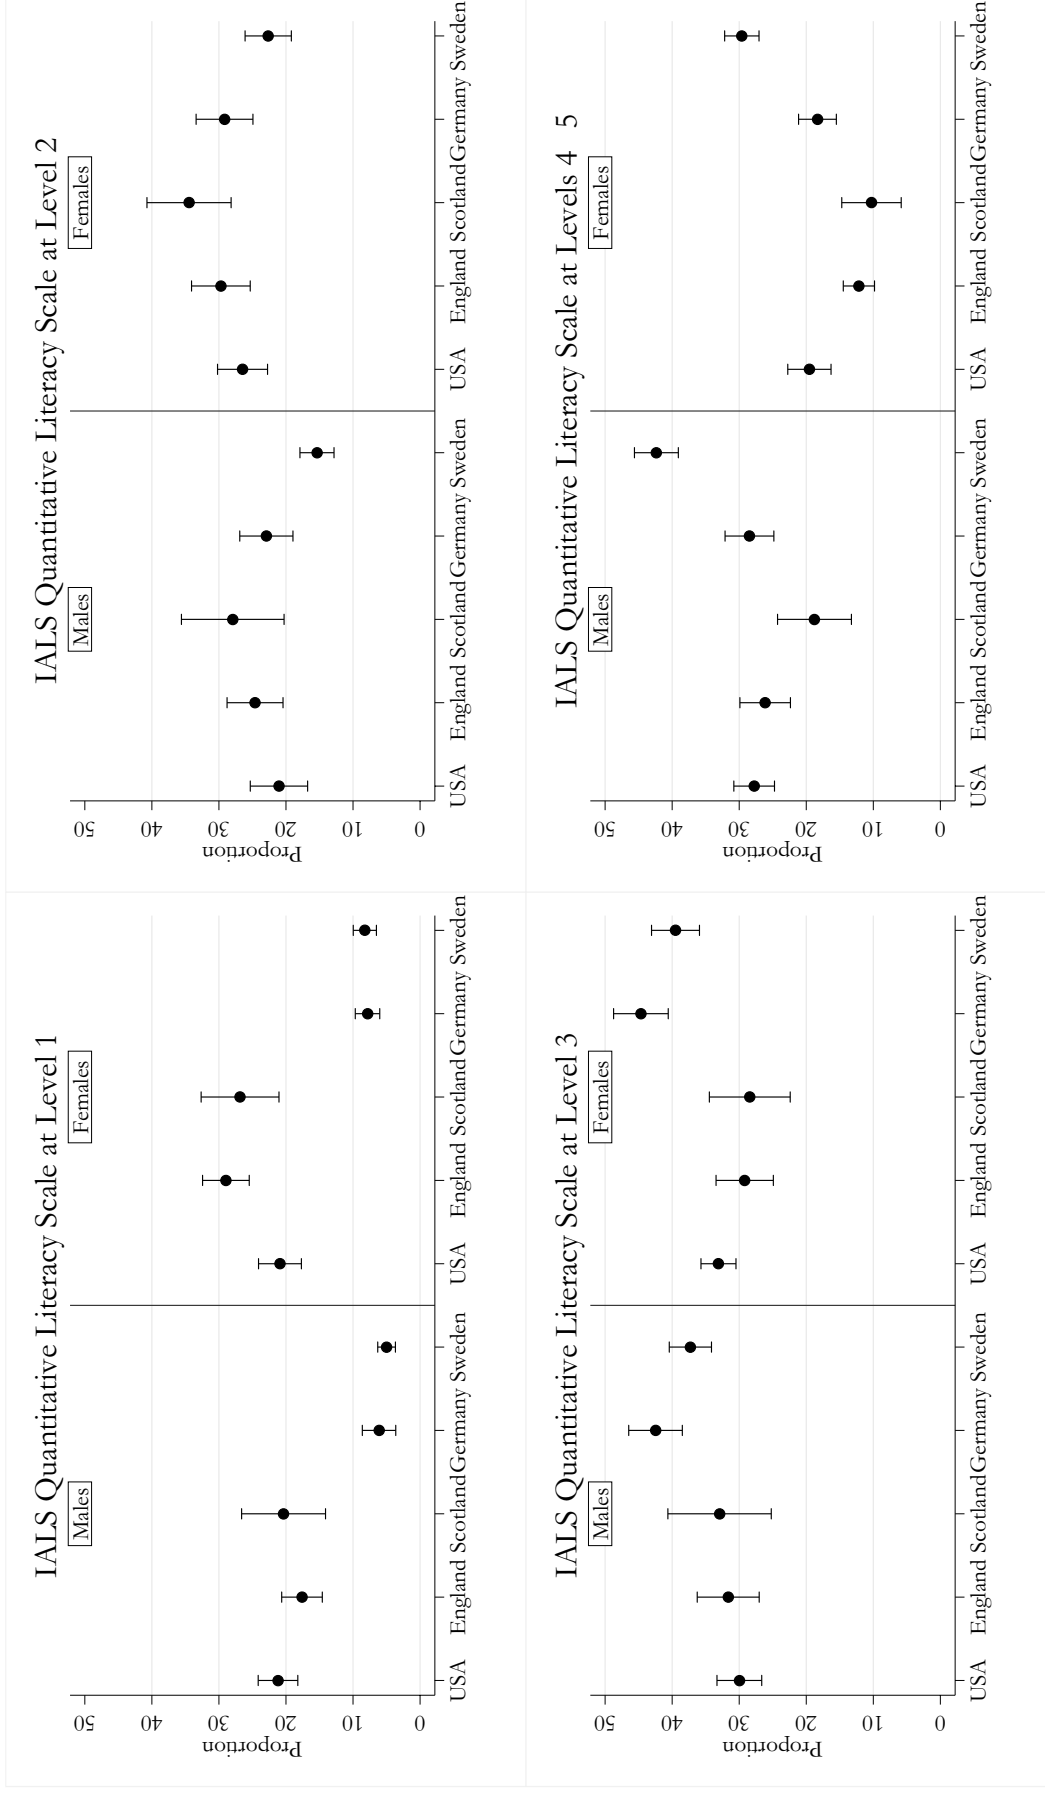 IALS Quantitative Literacy Scale at Level 1
Males
Females
Proportion
50
40
30
20
10
0
USA England Scotland Germany Sweden
USA England Scotland Germany Sweden
IALS Quantitative Literacy Scale at Level 2
Males
Females
Proportion
50
40
30
20
10
0
USA England Scotland Germany Sweden
USA England Scotland Germany Sweden
IALS Quantitative Literacy Scale at Level 3
Males
Females
Proportion
50
40
30
20
10
0
USA England Scotland Germany Sweden
USA England Scotland Germany Sweden
IALS Quantitative Literacy Scale at Levels 4 5
Males
Females
Proportion
50
40
30
20
10
0
USA England Scotland Germany Sweden
USA England Scotland Germany Sweden